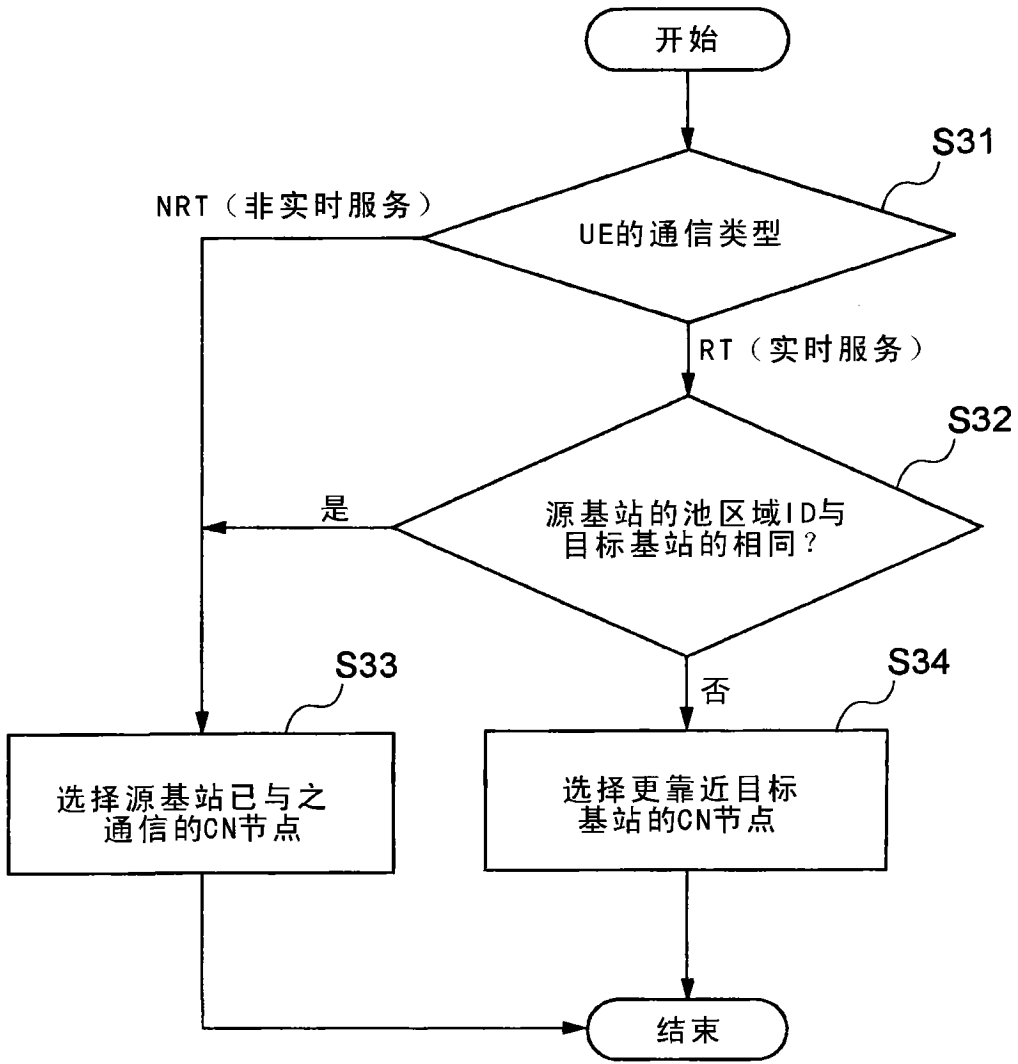 开始
S31
NRT（非实时服务）
UE的通信类型
RT（实时服务）
S32
是
源基站的池区域ID与
目标基站的相同？
S33
S34
否
选择源基站已与之
通信的CN节点
选择更靠近目标
基站的CN节点
结束